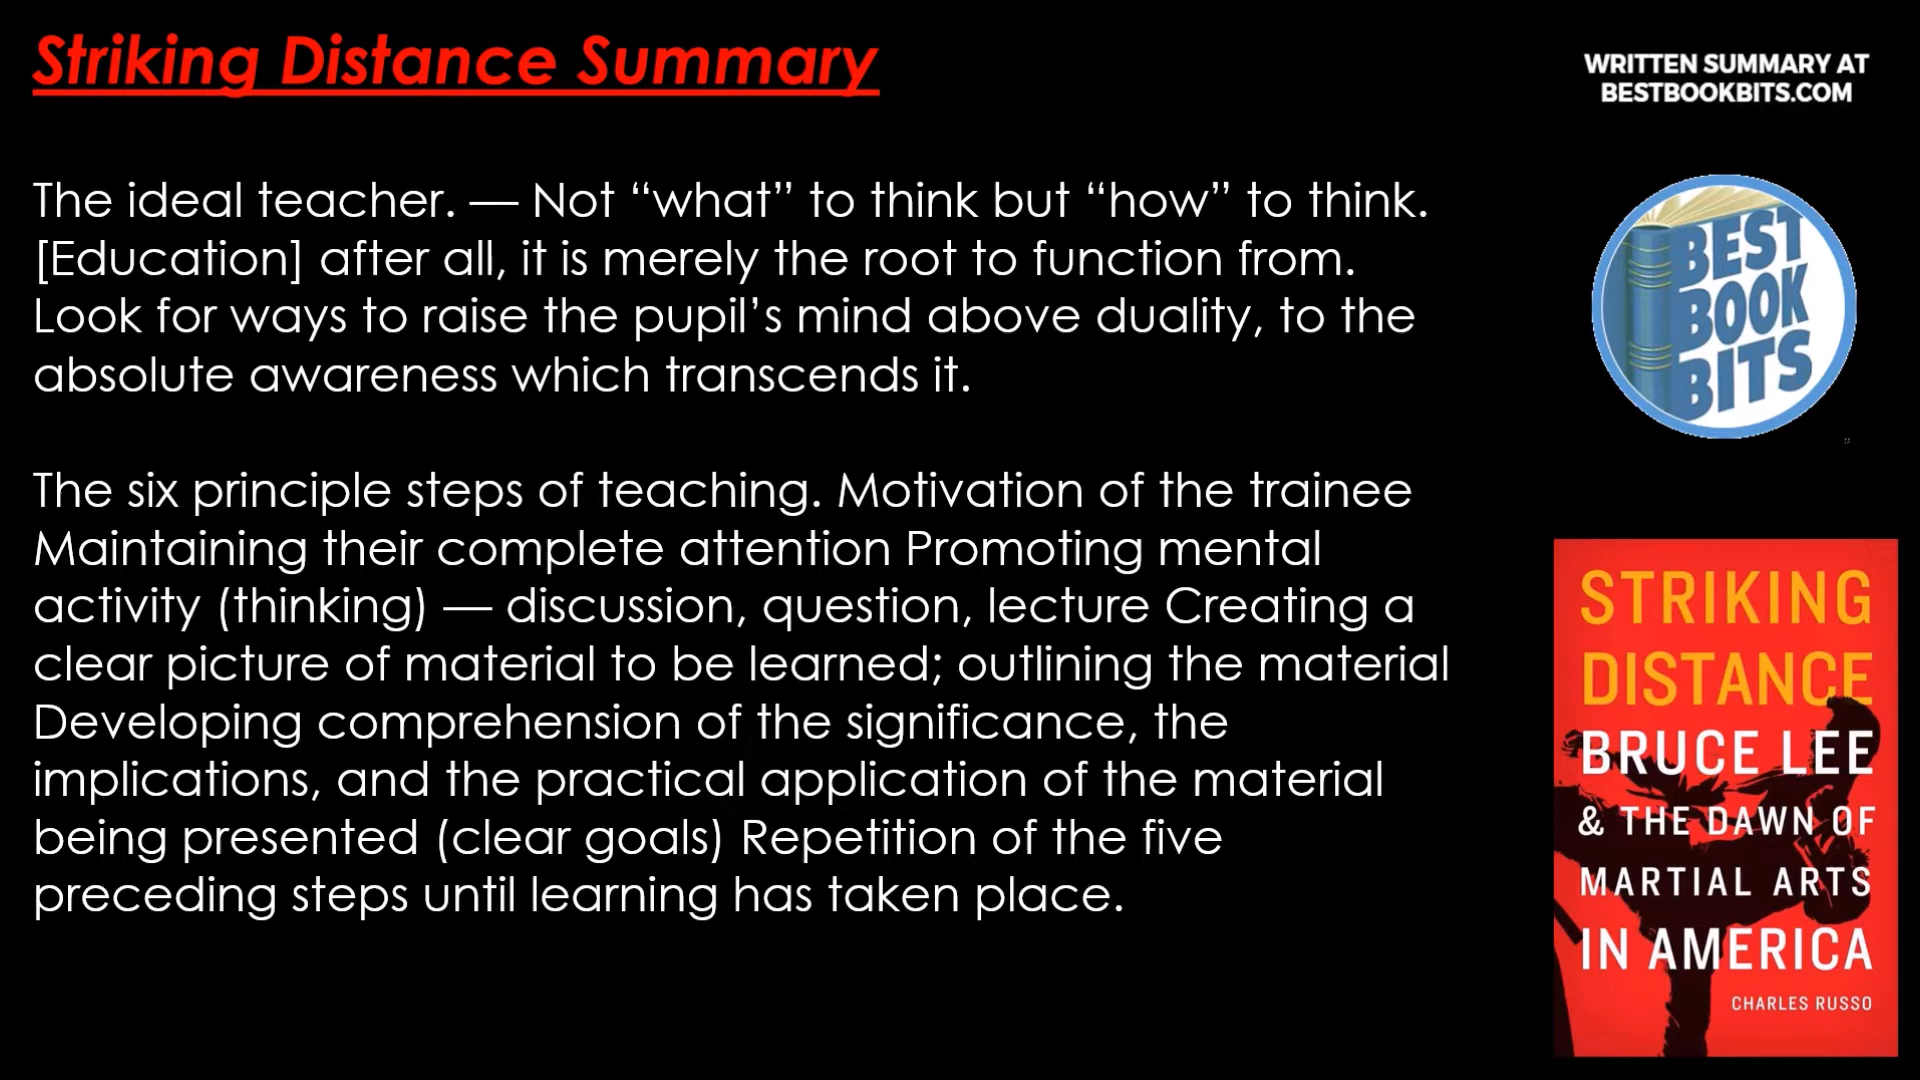 Striking Distance Summary
WRITTEN SUMMARY AT
BESTBOOKBITS.COM
The ideal teacher. — Not “what” to think but “how” to think.
[Education] after all, it is merely the root to function from.
Look for ways to raise the pupil’s mind above duality, to the
absolute awareness which transcends it.
The six principle steps of teaching. Motivation of the trainee
Maintaining their complete attention Promoting mental
activity (thinking) — discussion, question, lecture Creating a
clear picture of material to be learned; outlining the material
Developing comprehension of the significance, the
implications, and the practical application of the material
being presented (clear goals) Repetition of the five
preceding steps until learning has taken place.
BEST
BOOK
BITS
STRIKING
DISTANCE
BRUCE LEE
& THE DAWN OF
MARTIAL ARTS
IN AMERICA
CHARLES RUSSO